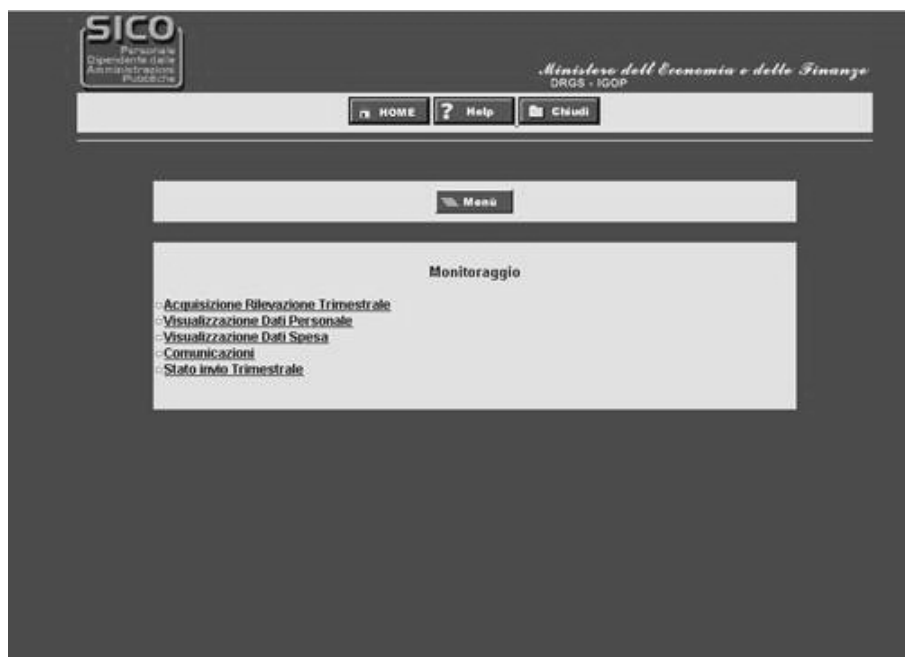 SICO
Personale
Dipendente dalle
Amministrazioni
Pubbliche
Ministero dell'Economia e delle Finanze
DRGS - IGOP
HOME
? Help
Chiudi
Menù
Monitoraggio
Acquisizione Rilevazione Trimestrale
Visualizzazione Dati Personale
Visualizzazione Dati Spesa
Comunicazioni
Stato invio Trimestrale